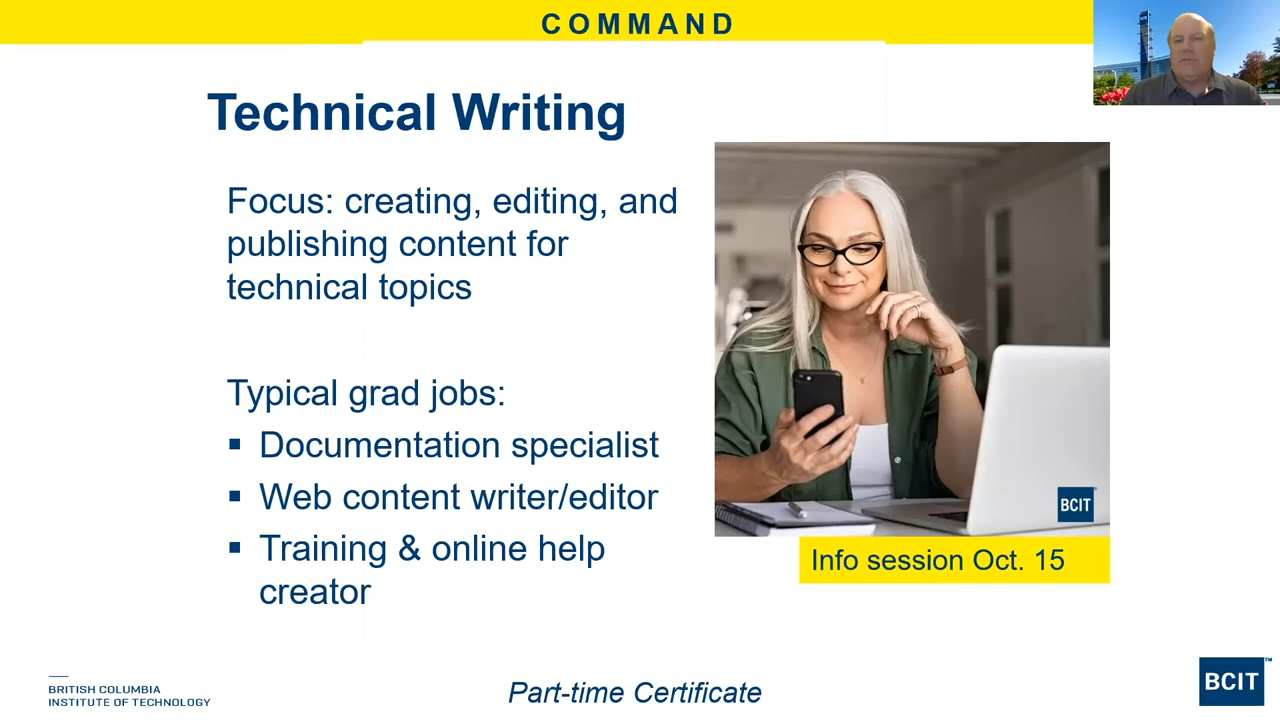 COMMAND
Technical Writing
Focus: creating, editing, and
publishing content for
technical topics
Typical grad jobs:
▪ Documentation specialist
▪ Web content writer/editor
▪ Training & online help
creator
BCIT
Info session Oct. 15
BRITISH COLUMBIA
INSTITUTE OF TECHNOLOGY
Part-time Certificate
BCIT™